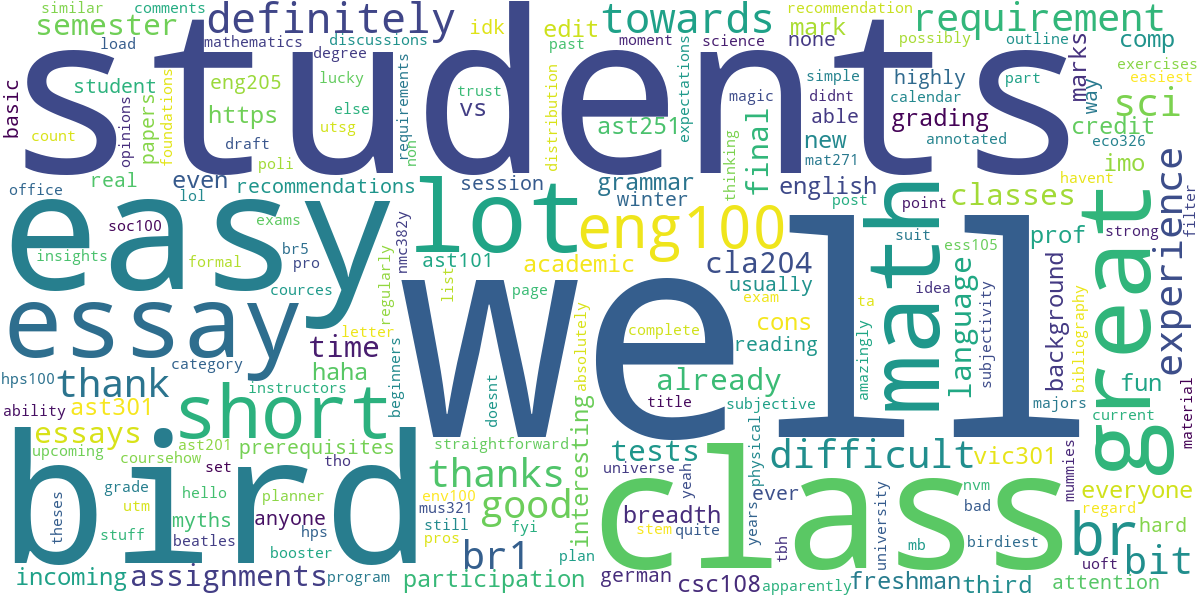 similar comments
semester definitely idk edit towards recommendation requirement
load mathematics discussions past moment science mark none possibly outline comp
degree
students
basic student eng205 lucky trust vs simple highly part marks way exercises easiest
https else magic didnt calendar sci
count opinions papers foundations utsg requirements non distribution ast251 expectations able grading credit
draft new annotated eco326
real even poli recommendations session grammar thinking final mat271 imo
office lol winter english post classes havent
easy lot eng100 well math great experience filter
soc100 exams nmc382y point strong
insights formal br5 ast101 academic cla204 suit ess105 prof
pro regularly list usually language background
cources page exam ta idea subjectivity bibliography
essay letter complete cons amazingly
time reading
category haha absolutely already fun
hps100 thank instructors beginners doesnt title subjective majors material
ability ast301 short current
essays ast201 prerequisites straightforward interesting tests difficult vic301
upcoming coursehow tho thanks universe yeah physical mummies
bird set class
theses grade hello planner env100 good ever nvm everyone
utm myths anyone mus321 breadth years university bad regard
stuff beatles hps still fyi stem quite birdiest br hard
pros tbh mb uoft
booster br1 plan bit
incoming assignments program participation german csc108 apparently freshman third attention